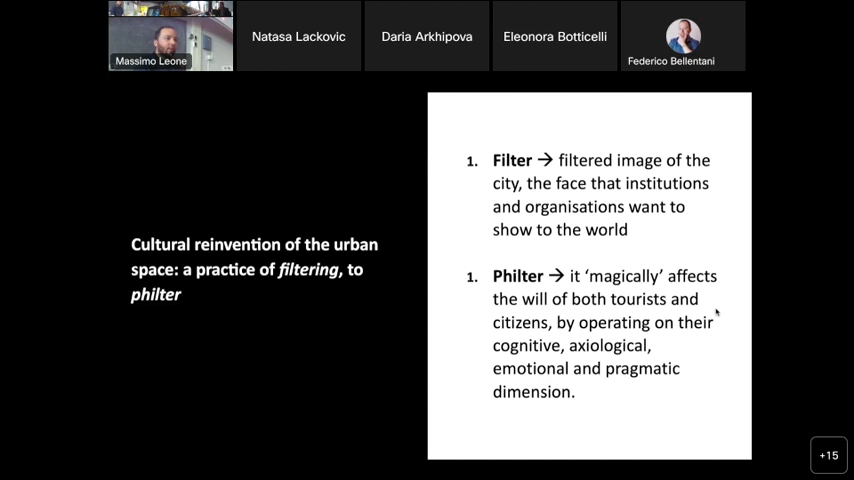 Massimo Leone
Natasa Lackovic
Daria Arkhipova
Eleonora Botticelli
Federico Bellentani
Cultural reinvention of the urban
space: a practice of filtering, to
philter
1. Filter → filtered image of the
city, the face that institutions
and organisations want to
show to the world
1. Philter → it ‘magically’ affects
the will of both tourists and
citizens, by operating on their
cognitive, axiological,
emotional and pragmatic
dimension.
+15